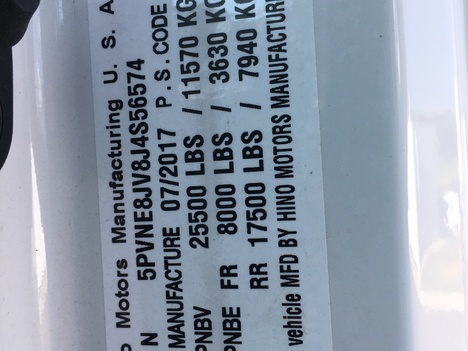 o Motors Manufacturing U. S. A
N 5PVNE8JV8J4S56574
MANUFACTURE 07/2017 P. S. CODE
PNBV 25500 LBS / 11570 KG
PNBE FR 8000 LBS / 3630 KG
RR 17500 LBS / 7940 KG
vehicle MFD BY HINO MOTORS MANUFACTUR